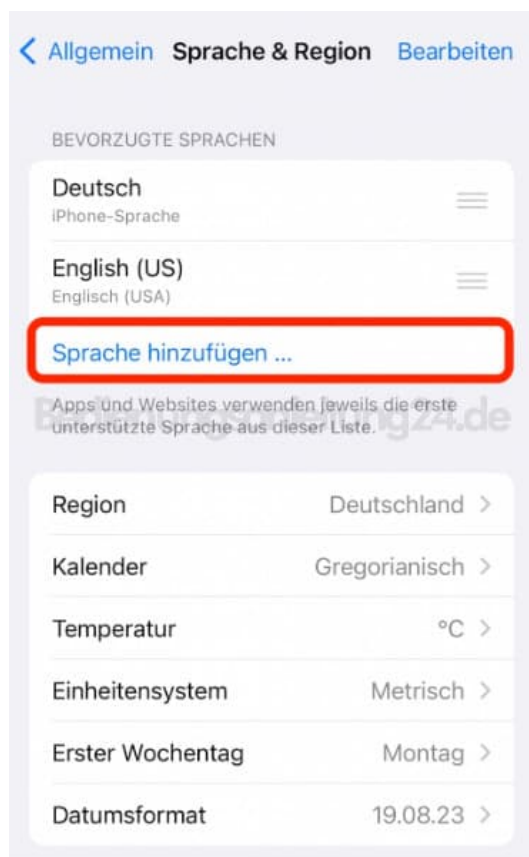 Allgemein Sprache & Region Bearbeiten
BEVORZUGTE SPRACHEN
Deutsch
iPhone-Sprache
English (US)
Englisch (USA)
Sprache hinzufügen ...
Apps und Websites verwenden jeweils die erste
unterstützte Sprache aus dieser Liste.
Bedienungsanleitung24.de
Region Deutschland
Kalender Gregorianisch
Temperatur °C
Einheitensystem Metrisch
Erster Wochentag Montag
Datumsformat 19.08.23